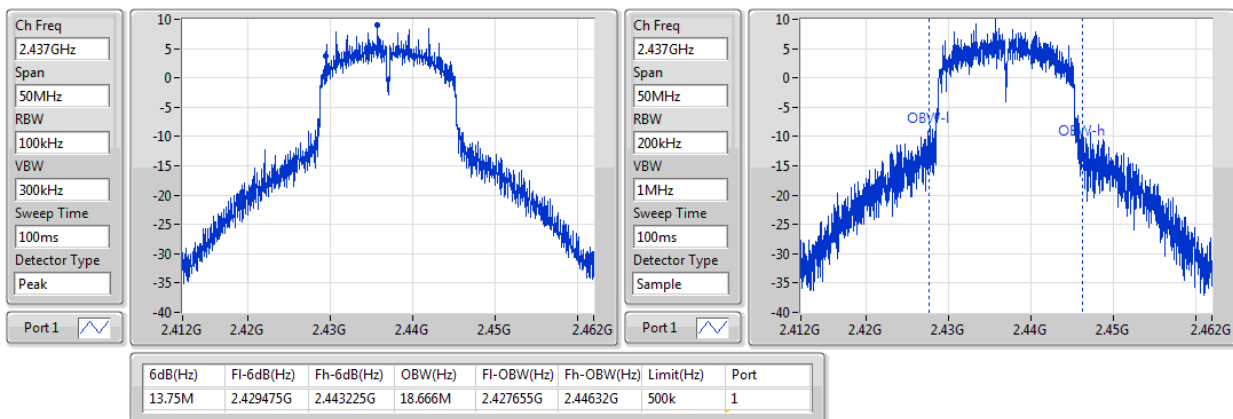 Ch Freq
2.437GHz
Span
50MHz
RBW
100kHz
VBW
300kHz
Sweep Time
100ms
Detector Type
Peak
Port 1
10
5
0
-5
-10
-15
-20
-25
-30
-35
-40
2.412G 2.42G 2.43G 2.44G 2.45G 2.462G
Ch Freq
2.437GHz
Span
50MHz
RBW
200kHz
VBW
1MHz
Sweep Time
100ms
Detector Type
Sample
Port 1
10
5
0
-5
-10
-15
-20
-25
-30
-35
-40
OBW-l
OBW-h
2.412G 2.42G 2.43G 2.44G 2.45G 2.462G
6dB(Hz) Fl-6dB(Hz) Fh-6dB(Hz) OBW(Hz) Fl-OBW(Hz) Fh-OBW(Hz) Limit(Hz) Port
13.75M 2.429475G 2.443225G 18.666M 2.427655G 2.44632G 500k 1